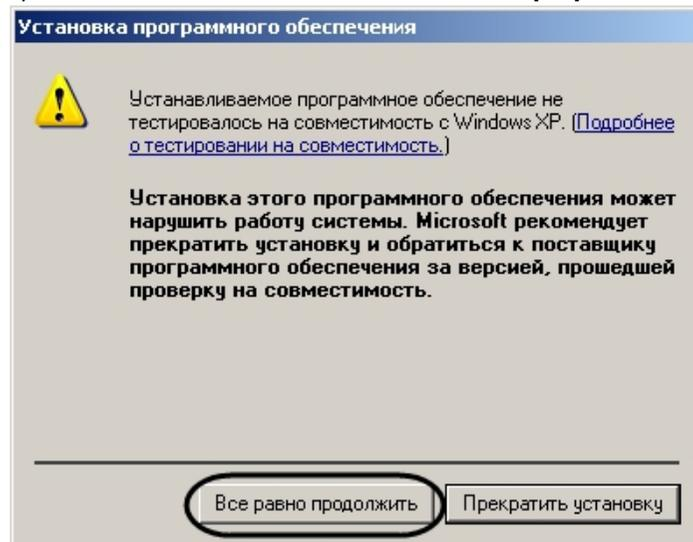 Установка программного обеспечения
Устанавливаемое программное обеспечение не
тестировалось на совместимость с Windows XP. (Подробнее
о тестировании на совместимость.)
Установка этого программного обеспечения может
нарушить работу системы. Microsoft рекомендует
прекратить установку и обратиться к поставщику
программного обеспечения за версией, прошедшей
проверку на совместимость.
Все равно продолжить
Прекратить установку